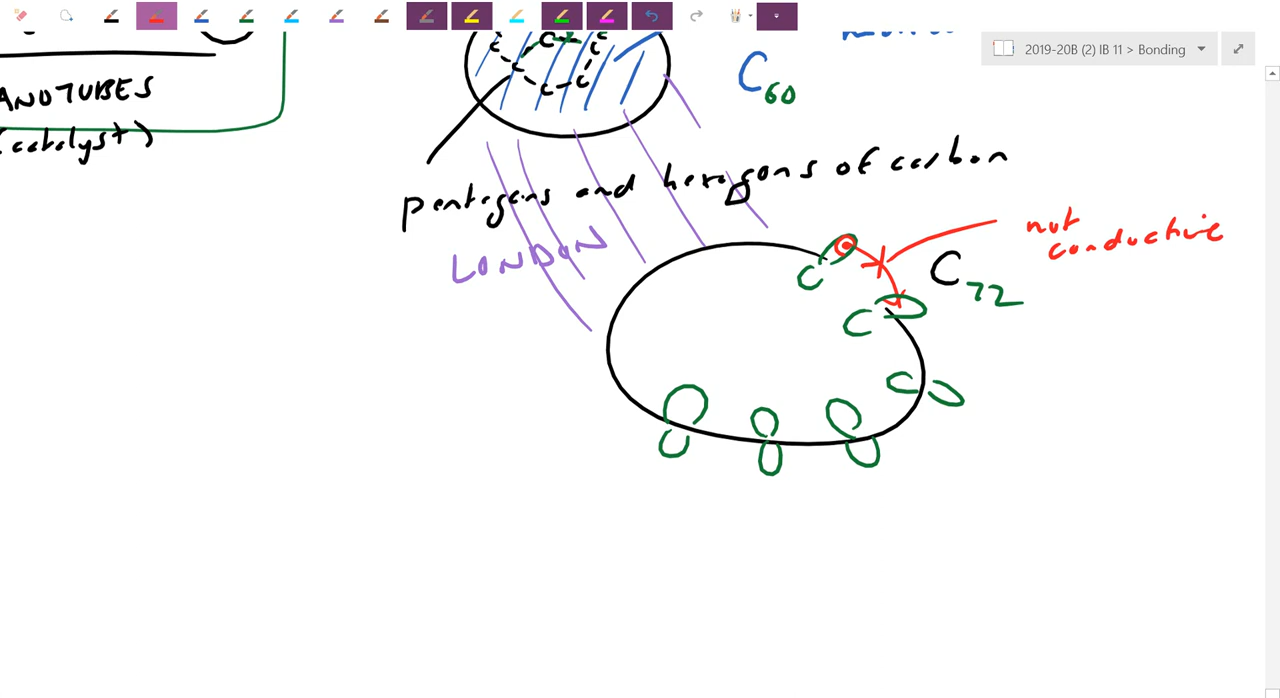 2019-20B (2) IB 11 > Bonding
C60
ANOTUBES
(catalyst)
pentagons and hexagons of carbon
LONDON
not
conductive
C72
C
C
C